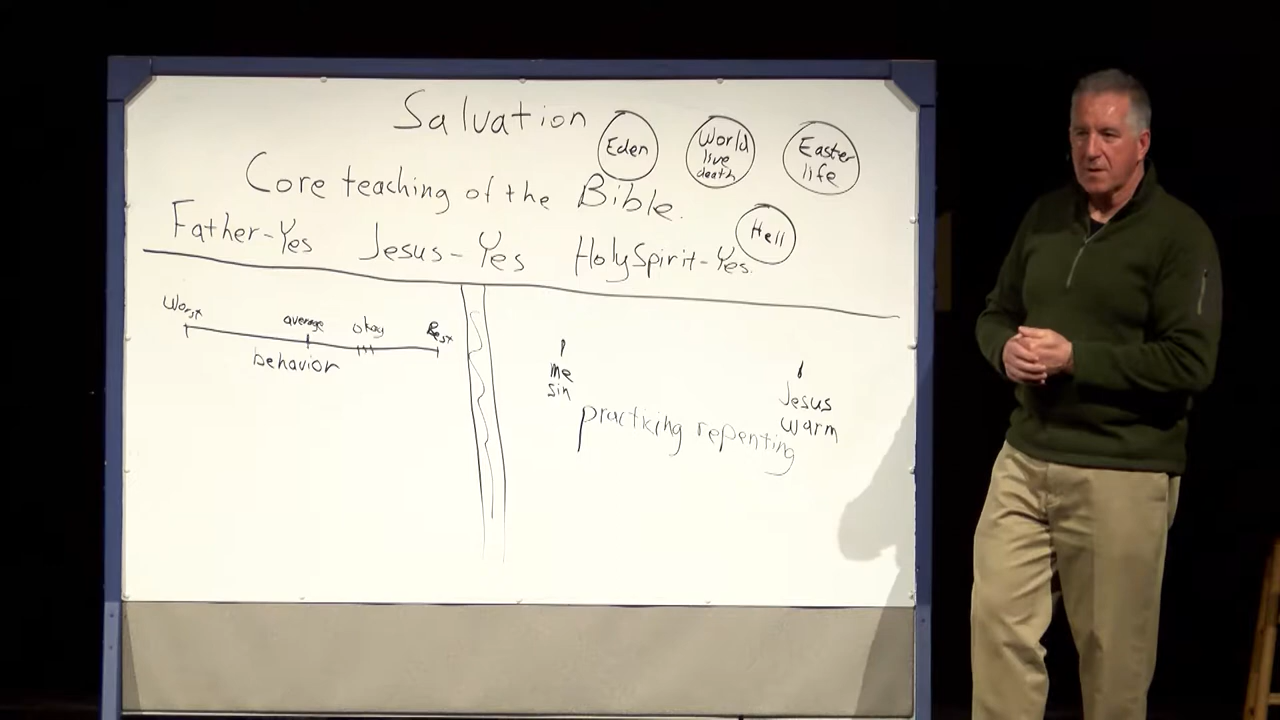 Salvation
Eden
World
live
death
Easter
life
Core teaching of the Bible.
Hell
Father-Yes Jesus-Yes Holy Spirit-Yes.
Worst average okay Best
behavior
me
sin
Jesus
warm
practicing repenting